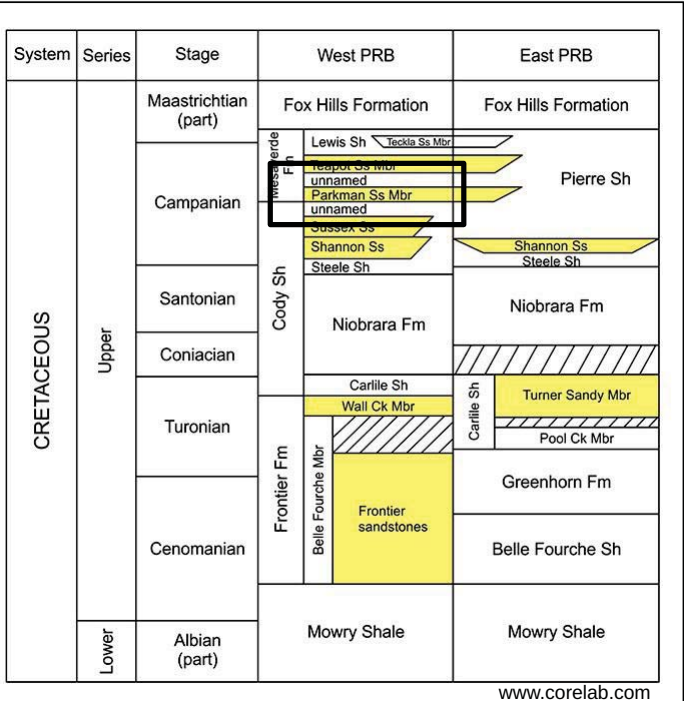 System Series Stage West PRB East PRB
Maastrichtian
(part)
Fox Hills Formation
Fox Hills Formation
Mesaverde
Fm
Lewis Sh
Teckla Ss Mbr
Teapot Ss Mbr
unnamed
Parkman Ss Mbr
unnamed
Sussex Ss
Shannon Ss
Steele Sh
Pierre Sh
Shannon Ss
Steele Sh
Campanian
Santonian
Coniacian
Cody Sh
Niobrara Fm
Niobrara Fm
CRETACEOUS
Upper
Turonian
Carlile Sh
Wall Ck Mbr
Carlile Sh
Turner Sandy Mbr
Pool Ck Mbr
Frontier Fm
Belle Fourche Mbr
Frontier
sandstones
Greenhorn Fm
Cenomanian
Belle Fourche Sh
Lower
Albian
(part)
Mowry Shale
Mowry Shale
www.corelab.com